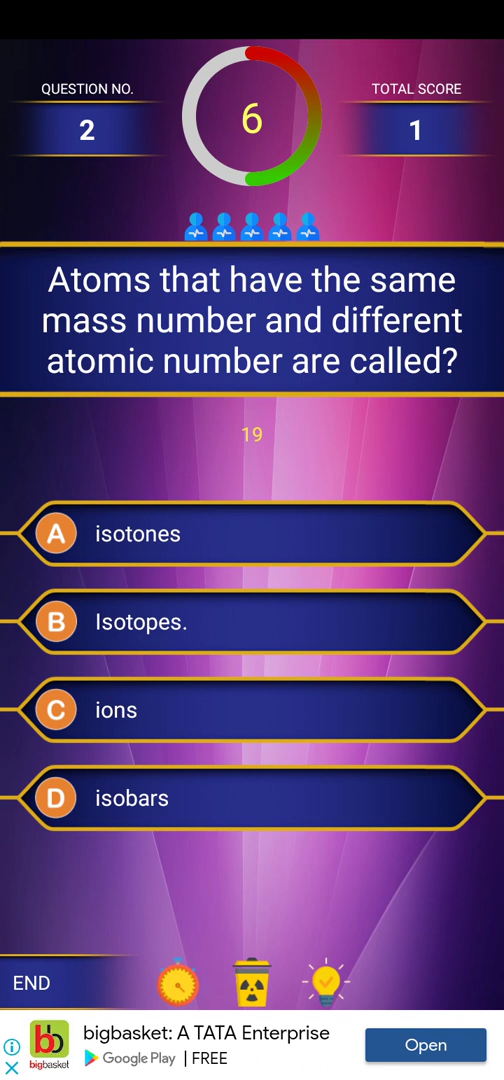 QUESTION NO.
2
6
TOTAL SCORE
1
Atoms that have the same
mass number and different
atomic number are called?
19
A isotones
B Isotopes.
C ions
D isobars
END
bb
bigbasket
bigbasket: A TATA Enterprise
Google Play | FREE
Open